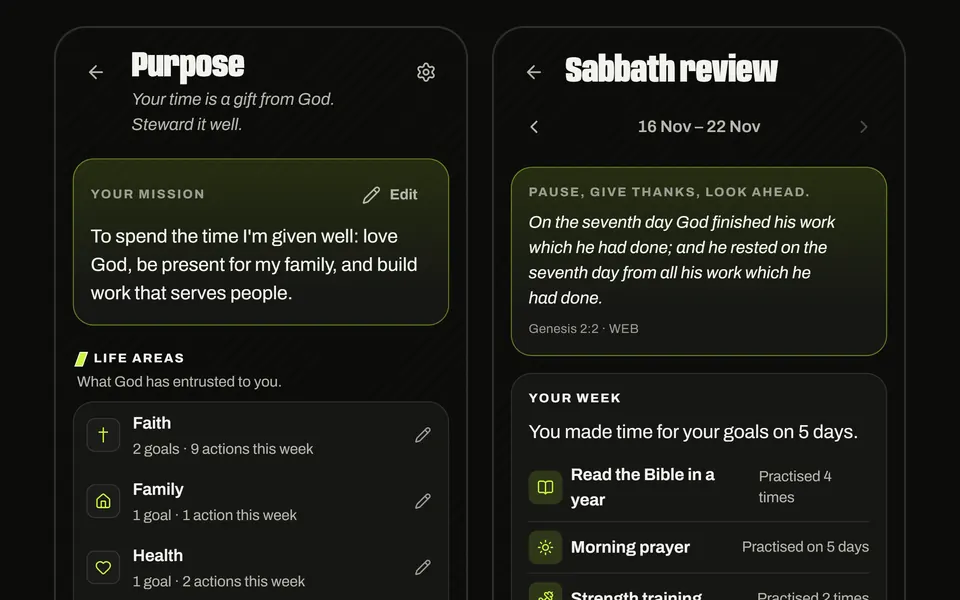 Purpose
Your time is a gift from God.
Steward it well.
YOUR MISSION
Edit
To spend the time I'm given well: love
God, be present for my family, and build
work that serves people.
LIFE AREAS
What God has entrusted to you.
Faith
2 goals · 9 actions this week
Family
1 goal · 1 action this week
Health
1 goal · 2 actions this week
Sabbath review
16 Nov – 22 Nov
PAUSE, GIVE THANKS, LOOK AHEAD.
On the seventh day God finished his work
which he had done; and he rested on the
seventh day from all his work which he
had done.
Genesis 2:2 · WEB
YOUR WEEK
You made time for your goals on 5 days.
Read the Bible in a
year
Practised 4
times
Morning prayer
Practised on 5 days
Strength training
Practised 2 times